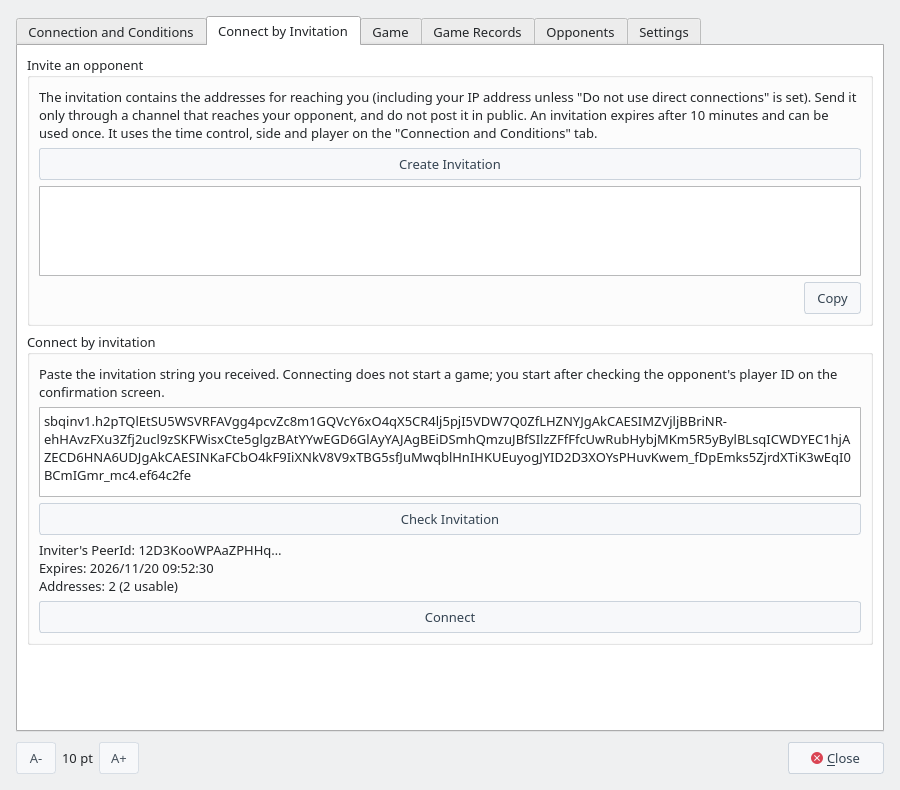 Connection and Conditions
Connect by Invitation
Game
Game Records
Opponents
Settings
Invite an opponent
The invitation contains the addresses for reaching you (including your IP address unless "Do not use direct connections" is set). Send it
only through a channel that reaches your opponent, and do not post it in public. An invitation expires after 10 minutes and can be
used once. It uses the time control, side and player on the "Connection and Conditions" tab.
Create Invitation
Copy
Connect by invitation
Paste the invitation string you received. Connecting does not start a game; you start after checking the opponent's player ID on the
confirmation screen.
sbqinv1.h2pTQlEtSU5WSVRFAVgg4pcvZc8m1GQVcY6xO4qX5CR4lj5pjI5VDW7Q0ZfLHZNYJgAkCAESIMZVjljBBriNR-
ehHAvzFXu3Zfj2ucl9zSKFWisxCte5glgzBAtYYwEGD6GlAyYAJAgBEiDSmhQmzuJBfSIlzZFfFfcUwRubHybjMKm5R5yBylBLsqICWDYEC1hjA
ZECD6HNA6UDJgAkCAESINKaFCbO4kF9IiXNkV8V9xTBG5sfJuMwqblHnIHKUEuyogJYID2D3XOYsPHuvKwem_fDpEmks5ZjrdXTiK3wEqI0
BCmIGmr_mc4.ef64c2fe
Check Invitation
Inviter's PeerId: 12D3KooWPAaZPHHq...
Expires: 2026/11/20 09:52:30
Addresses: 2 (2 usable)
Connect
A-
10 pt
A+
Close